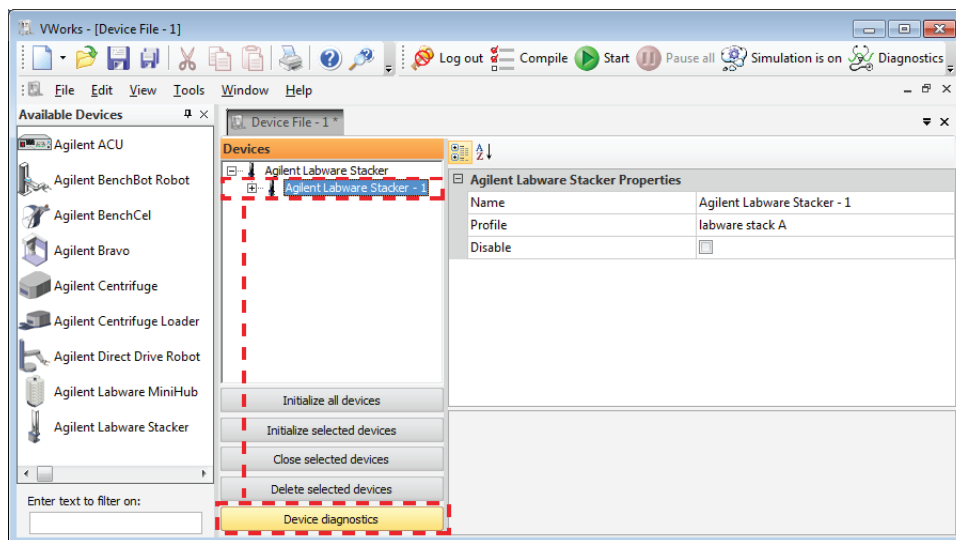 VWorks - [Device File - 1]
Log out Compile Start Pause all Simulation is on Diagnostics
File Edit View Tools Window Help
Available Devices
Agilent ACU
Agilent BenchBot Robot
Agilent BenchCel
Agilent Bravo
Agilent Centrifuge
Agilent Centrifuge Loader
Agilent Direct Drive Robot
Agilent Labware MiniHub
Agilent Labware Stacker
Enter text to filter on:
Device File - 1 *
Devices
Agilent Labware Stacker
Agilent Labware Stacker - 1
Initialize all devices
Initialize selected devices
Close selected devices
Delete selected devices
Device diagnostics
Agilent Labware Stacker Properties
Name Agilent Labware Stacker - 1
Profile labware stack A
Disable